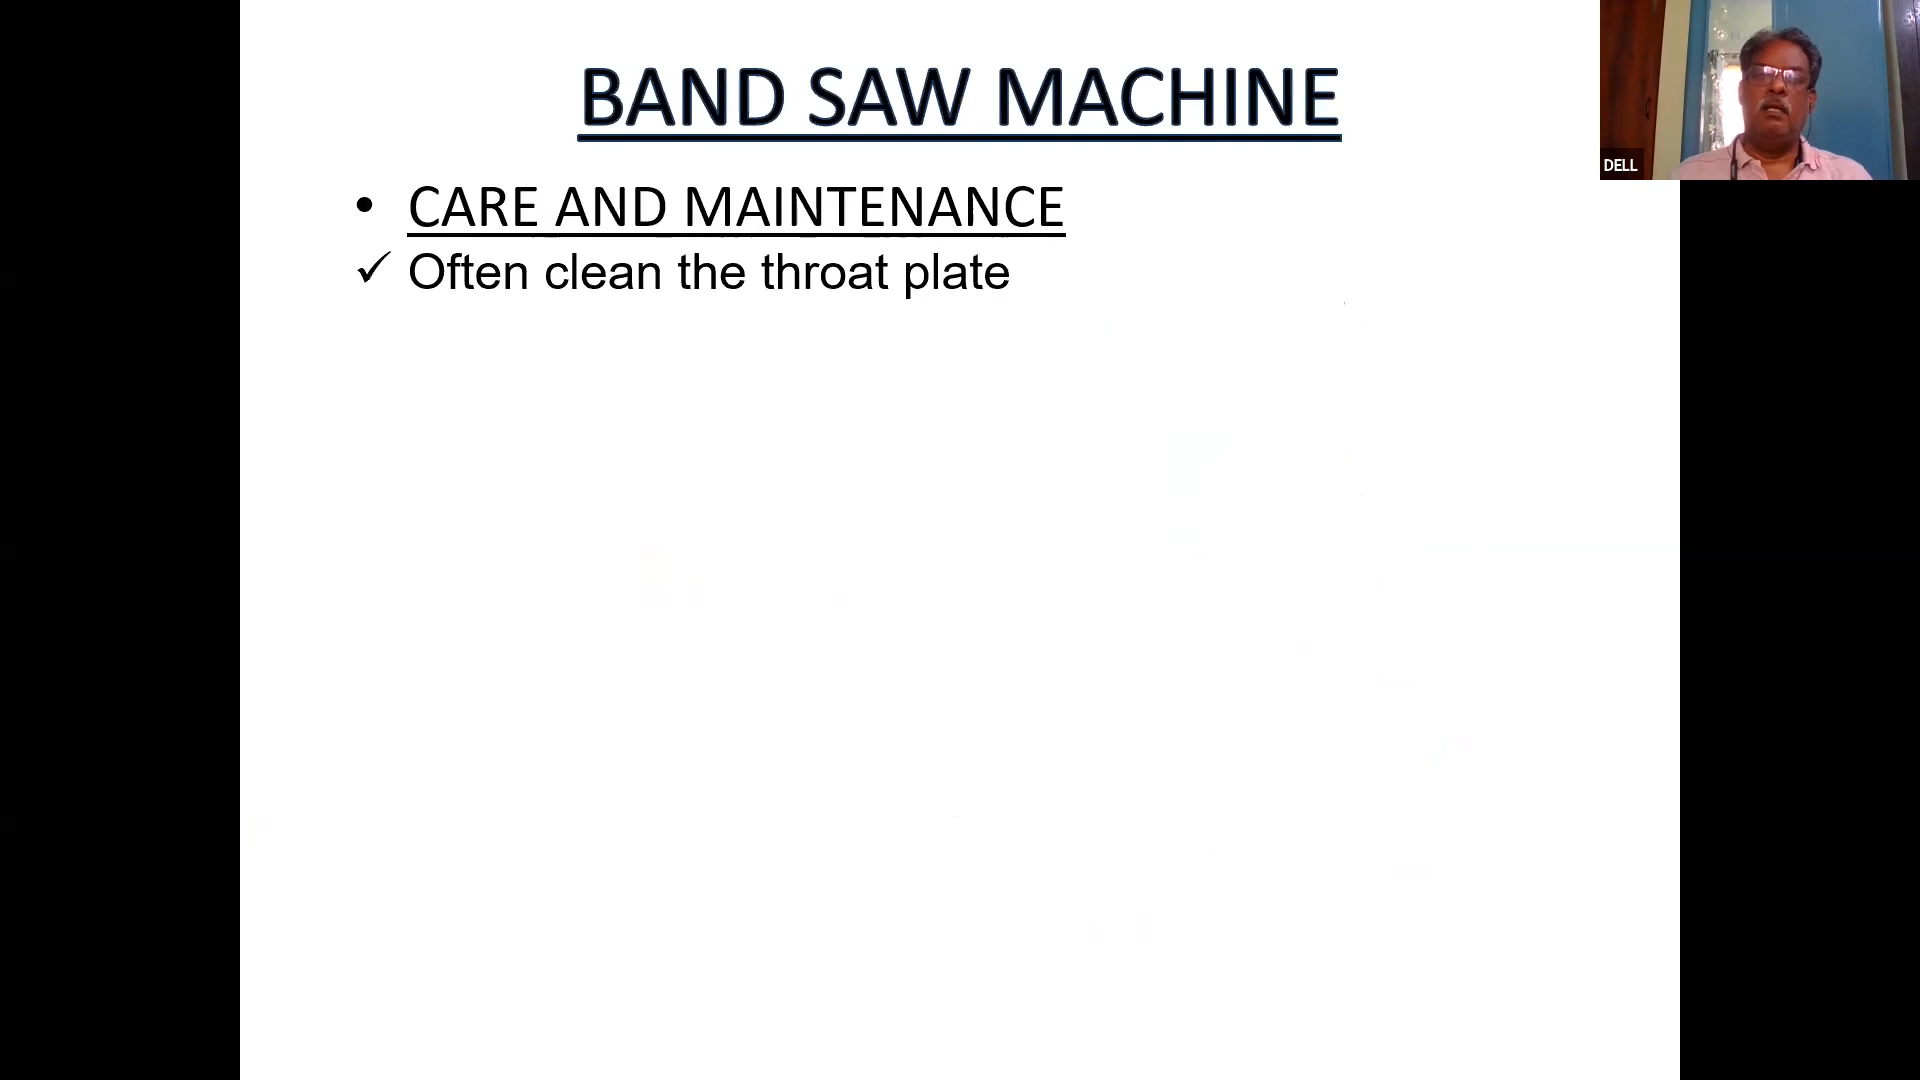 BAND SAW MACHINE
• CARE AND MAINTENANCE
✓ Often clean the throat plate
DELL